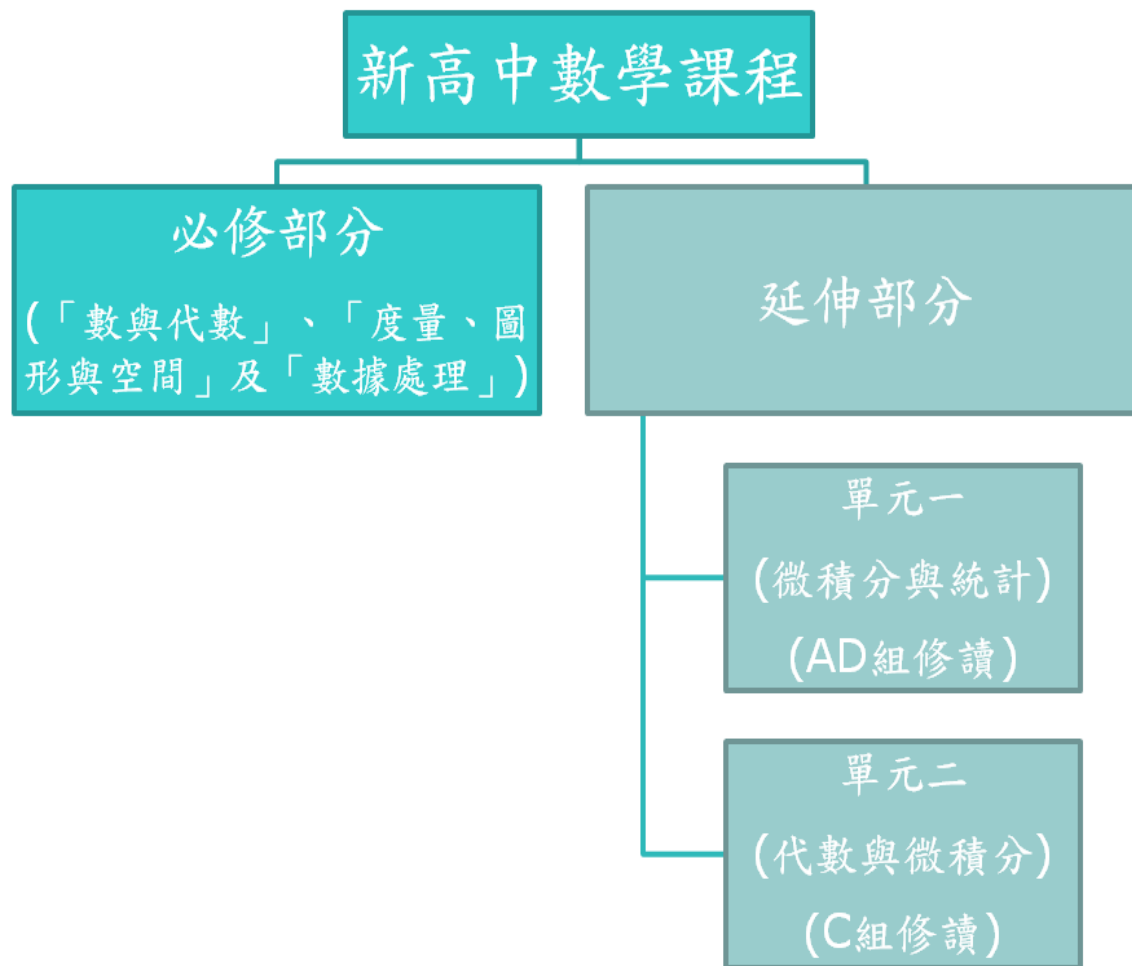 新高中數學課程
必修部分
(「數與代數」、「度量、圖
形與空間」及「數據處理」)
延伸部分
單元一
(微積分與統計)
(AD組修讀)
單元二
(代數與微積分)
(C組修讀)